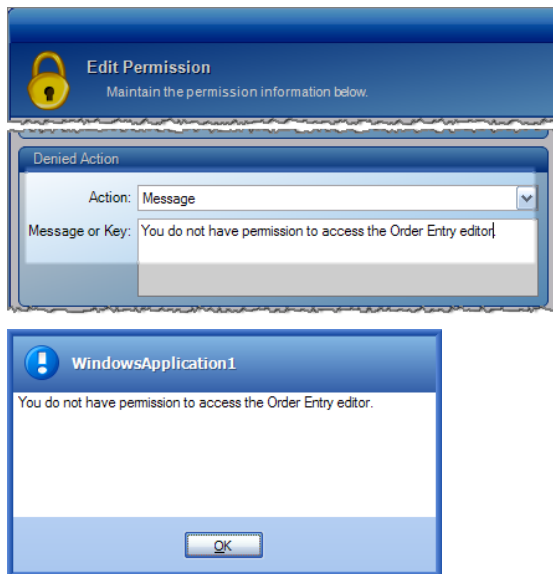 Edit Permission
Maintain the permission information below.
Denied Action
Action: Message
Message or Key: You do not have permission to access the Order Entry editor.
WindowsApplication1
You do not have permission to access the Order Entry editor.
OK